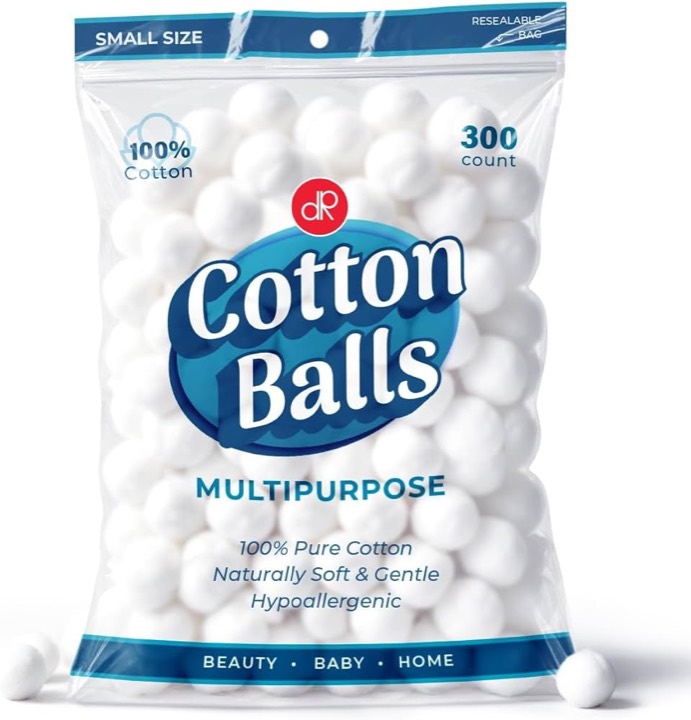 SMALL SIZE
RESEALABLE
BAG
100%
Cotton
300
count
dR
Cotton
Balls
MULTIPURPOSE
100% Pure Cotton
Naturally Soft & Gentle
Hypoallergenic
BEAUTY • BABY • HOME